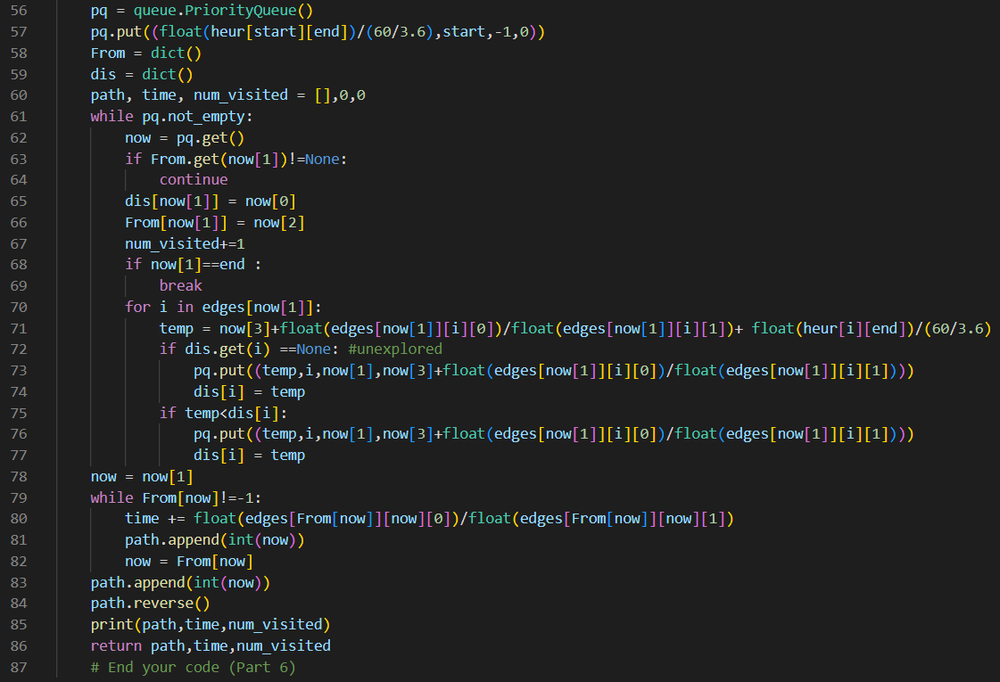 56 pq = queue.PriorityQueue()
57 pq.put((float(heur[start][end])/(60/3.6),start,-1,0))
58 From = dict()
59 dis = dict()
60 path, time, num_visited = [],0,0
61 while pq.not_empty:
62 now = pq.get()
63 if From.get(now[1])!=None:
64 continue
65 dis[now[1]] = now[0]
66 From[now[1]] = now[2]
67 num_visited+=1
68 if now[1]==end :
69 break
70 for i in edges[now[1]]:
71 temp = now[3]+float(edges[now[1]][i][0])/float(edges[now[1]][i][1])+ float(heur[i][end])/(60/3.6)
72 if dis.get(i) ==None: #unexplored
73 pq.put((temp,i,now[1],now[3]+float(edges[now[1]][i][0])/float(edges[now[1]][i][1])))
74 dis[i] = temp
75 if temp<dis[i]:
76 pq.put((temp,i,now[1],now[3]+float(edges[now[1]][i][0])/float(edges[now[1]][i][1])))
77 dis[i] = temp
78 now = now[1]
79 while From[now]!=-1:
80 time += float(edges[From[now]][now][0])/float(edges[From[now]][now][1])
81 path.append(int(now))
82 now = From[now]
83 path.append(int(now))
84 path.reverse()
85 print(path,time,num_visited)
86 return path,time,num_visited
87 # End your code (Part 6)